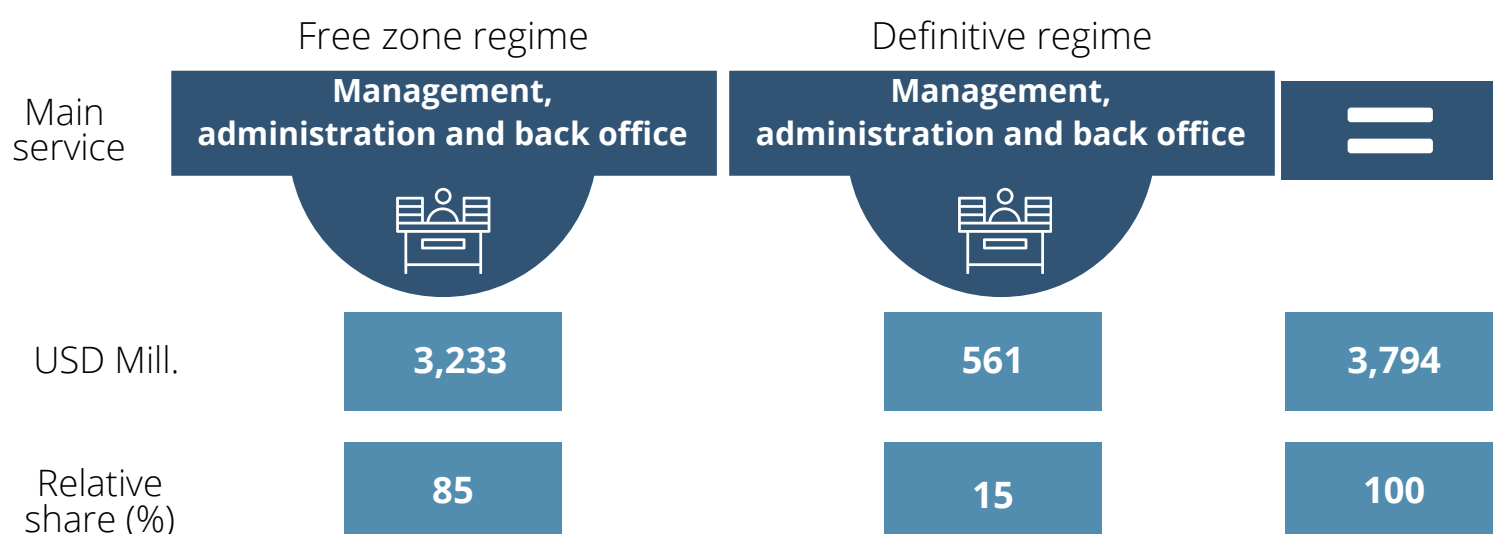 Free zone regime
Definitive regime
Main
service
Management,
administration and back office
Management,
administration and back office
=
USD Mill.
3,233
561
3,794
Relative
share (%)
85
15
100